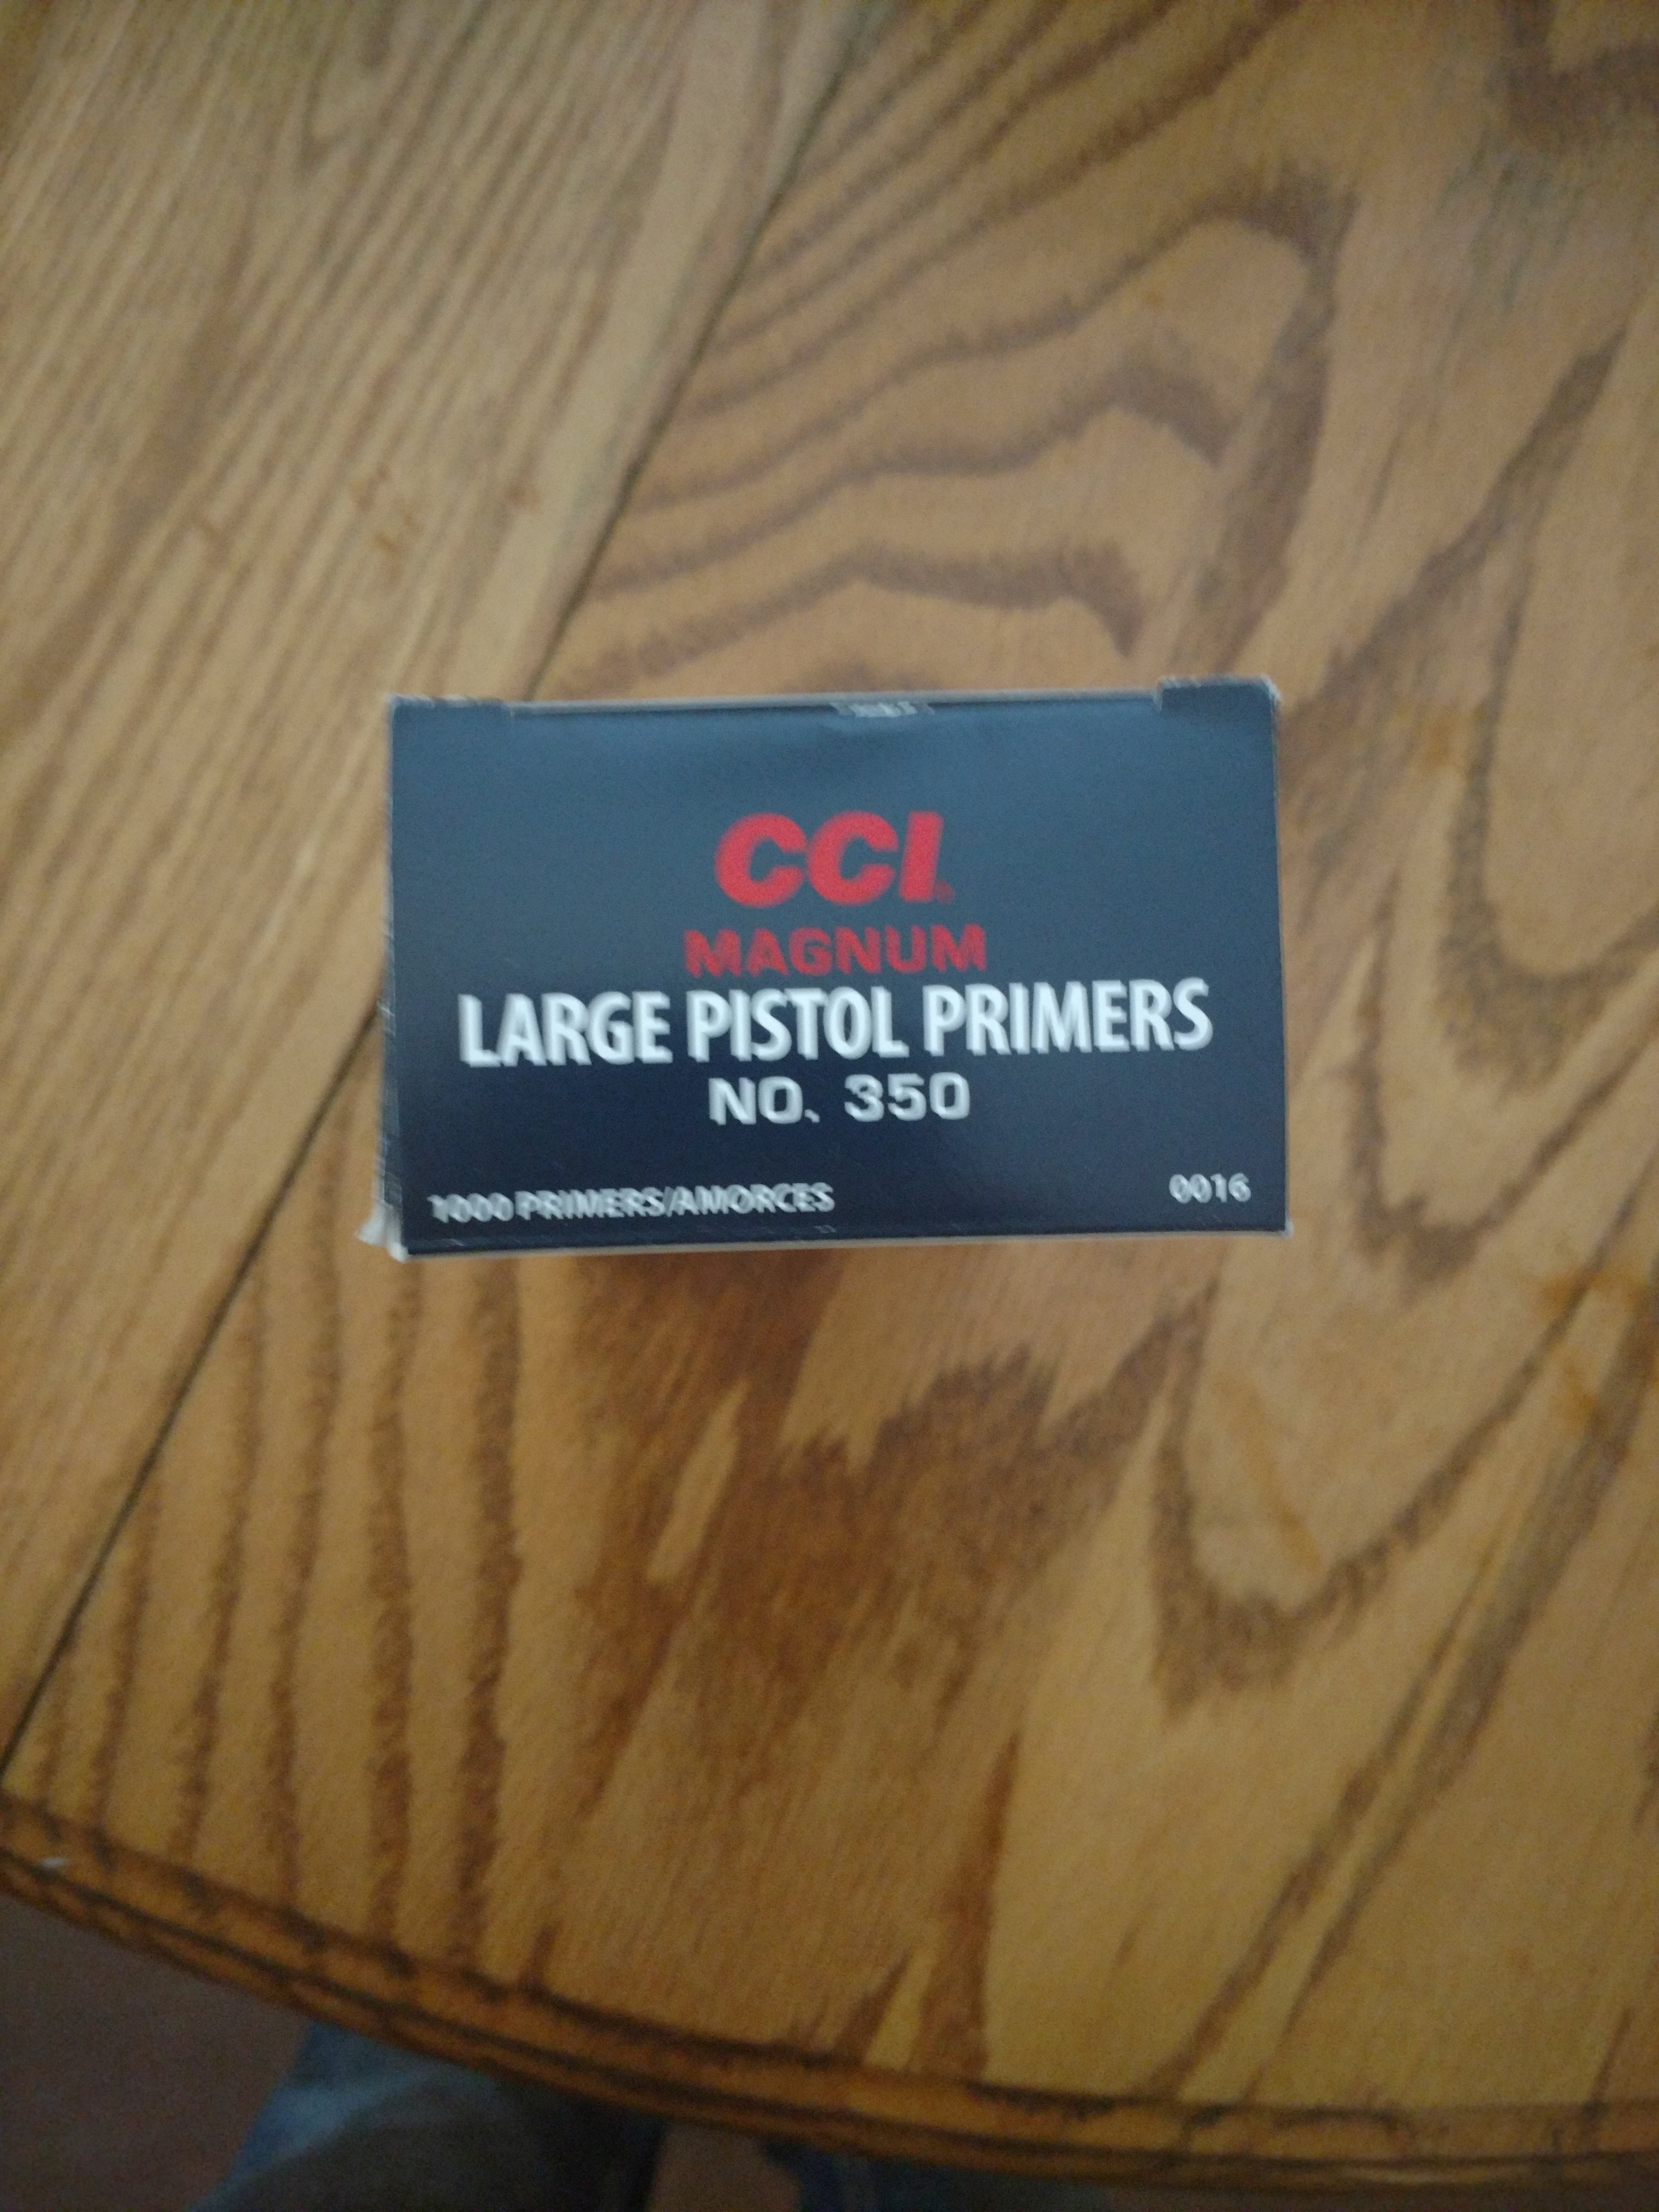 CCI
MAGNUM
LARGE PISTOL PRIMERS
NO. 350
1000 PRIMERS/AMORCES
0016